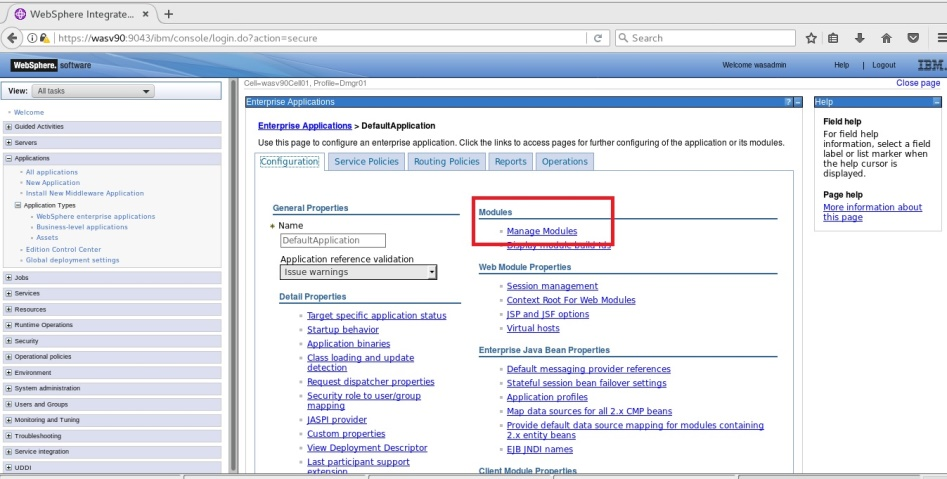 WebSphere Integrate...
https://wasv90:9043/ibm/console/login.do?action=secure
Search
WebSphere. software
Welcome wasadmin
Help | Logout
IBM.
View: All tasks
Cell=wasv90Cell01, Profile=Dmgr01
Close page
Welcome
Guided Activities
Servers
Applications
All applications
New Application
Install New Middleware Application
Application Types
WebSphere enterprise applications
Business-level applications
Assets
Edition Control Center
Global deployment settings
Jobs
Services
Resources
Runtime Operations
Security
Operational policies
Environment
System administration
Users and Groups
Monitoring and Tuning
Troubleshooting
Service integration
UDDI
Enterprise Applications
Enterprise Applications > DefaultApplication
Use this page to configure an enterprise application. Click the links to access pages for further configuring of the application or its modules.
Configuration
Service Policies
Routing Policies
Reports
Operations
General Properties
Name
DefaultApplication
Application reference validation
Issue warnings
Detail Properties
Target specific application status
Startup behavior
Application binaries
Class loading and update
detection
Request dispatcher properties
Security role to user/group
mapping
JASPI provider
Custom properties
View Deployment Descriptor
Last participant support
extension
Modules
Manage Modules
Display module build Ids
Web Module Properties
Session management
Context Root For Web Modules
JSP and JSF options
Virtual hosts
Enterprise Java Bean Properties
Default messaging provider references
Stateful session bean failover settings
Application profiles
Map data sources for all 2.x CMP beans
Provide default data source mapping for modules containing
2.x entity beans
EJB JNDI names
Client Module Properties
Help
Field help
For field help
information, select a field
label or list marker when
the help cursor is
displayed.
Page help
More information about
this page